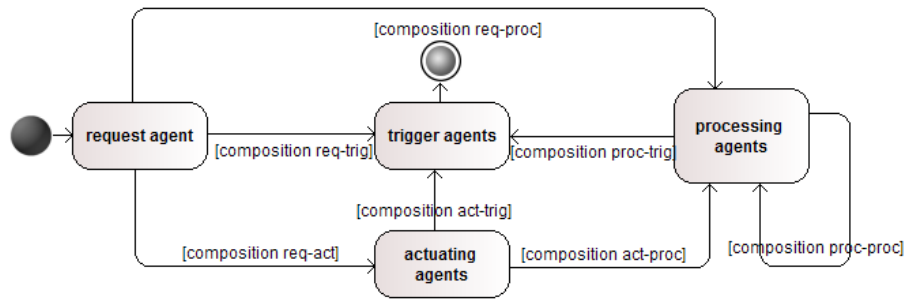 [composition req-proc]
request agent
trigger agents
processing
agents
[composition req-trig]
[composition proc-trig]
[composition act-trig]
[composition req-act]
actuating
agents
[composition act-proc]
[composition proc-proc]